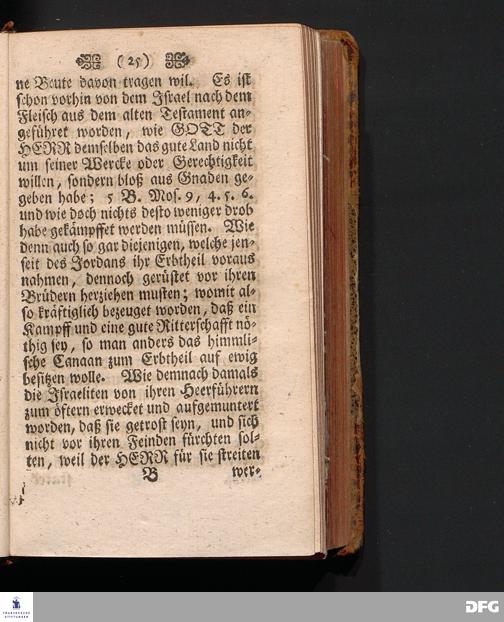 (25)
ne Beute davon tragen wil. Es ist
schon vorhin von dem Israel nach dem
Fleisch aus dem alten Testament an-
geführet worden, wie GOTT der
HERR demselben das gute Land nicht
um seiner Wercke oder Gerechtigkeit
willen, sondern bloß aus Gnaden ge-
geben habe; 5 B. Mos. 9, 4. 5. 6.
und wie doch nichts desto weniger drob
habe gekämpffet werden müssen. Wie
denn auch so gar diejenigen, welche jen-
seit des Jordans ihr Erbtheil voraus
nahmen, dennoch gerüstet vor ihren
Brüdern herziehen musten; womit al-
so kräftiglich bezeuget worden, daß ein
Kampff und eine gute Ritterschafft nö-
thig sey, so man anders das himmli-
sche Canaan zum Erbtheil auf ewig
besitzen wolle. Wie demnach damals
die Israeliten von ihren Heerführern
zum öftern erwecket und aufgemuntert
worden, daß sie getrost seyn, und sich
nicht vor ihren Feinden fürchten sol-
ten, weil der HERR für sie streiten
B wer-
FRANCKESCHE
STIFTUNGEN
DFG